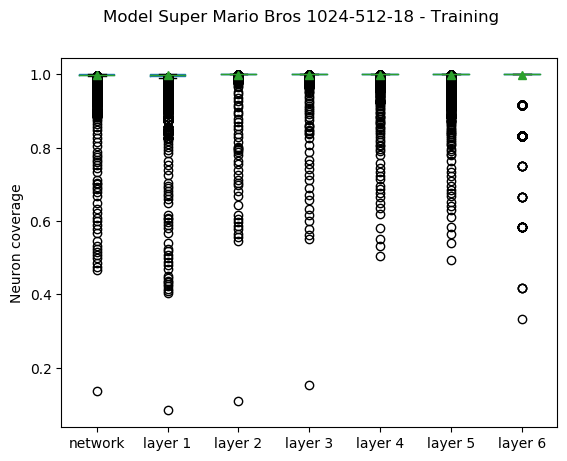 Model Super Mario Bros 1024-512-18 - Training
Neuron coverage
1.0
0.8
0.6
0.4
0.2
network layer 1 layer 2 layer 3 layer 4 layer 5 layer 6